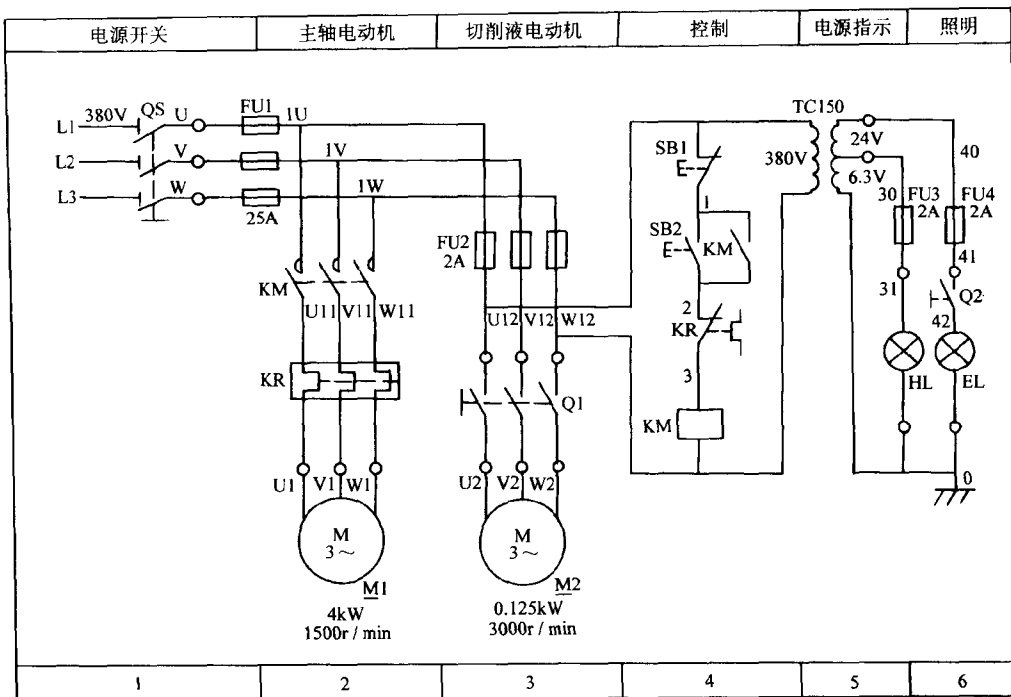 电源开关 主轴电动机 切削液电动机 控制 电源指示 照明
L1 380V QS U FU1 1U
L2 V 1V
L3 W 1W
25A
FU2
2A
KM
U11 V11 W11
U12 V12 W12
KR
Q1
U1 V1 W1
U2 V2 W2
M
3~
M1
4kW
1500r / min
M
3~
M2
0.125kW
3000r / min
SB1
1
SB2 KM
2
KR
3
KM
TC150
380V
24V
6.3V
40
30 FU3 2A
FU4 2A
41
31
Q2
42
HL EL
0
1 2 3 4 5 6